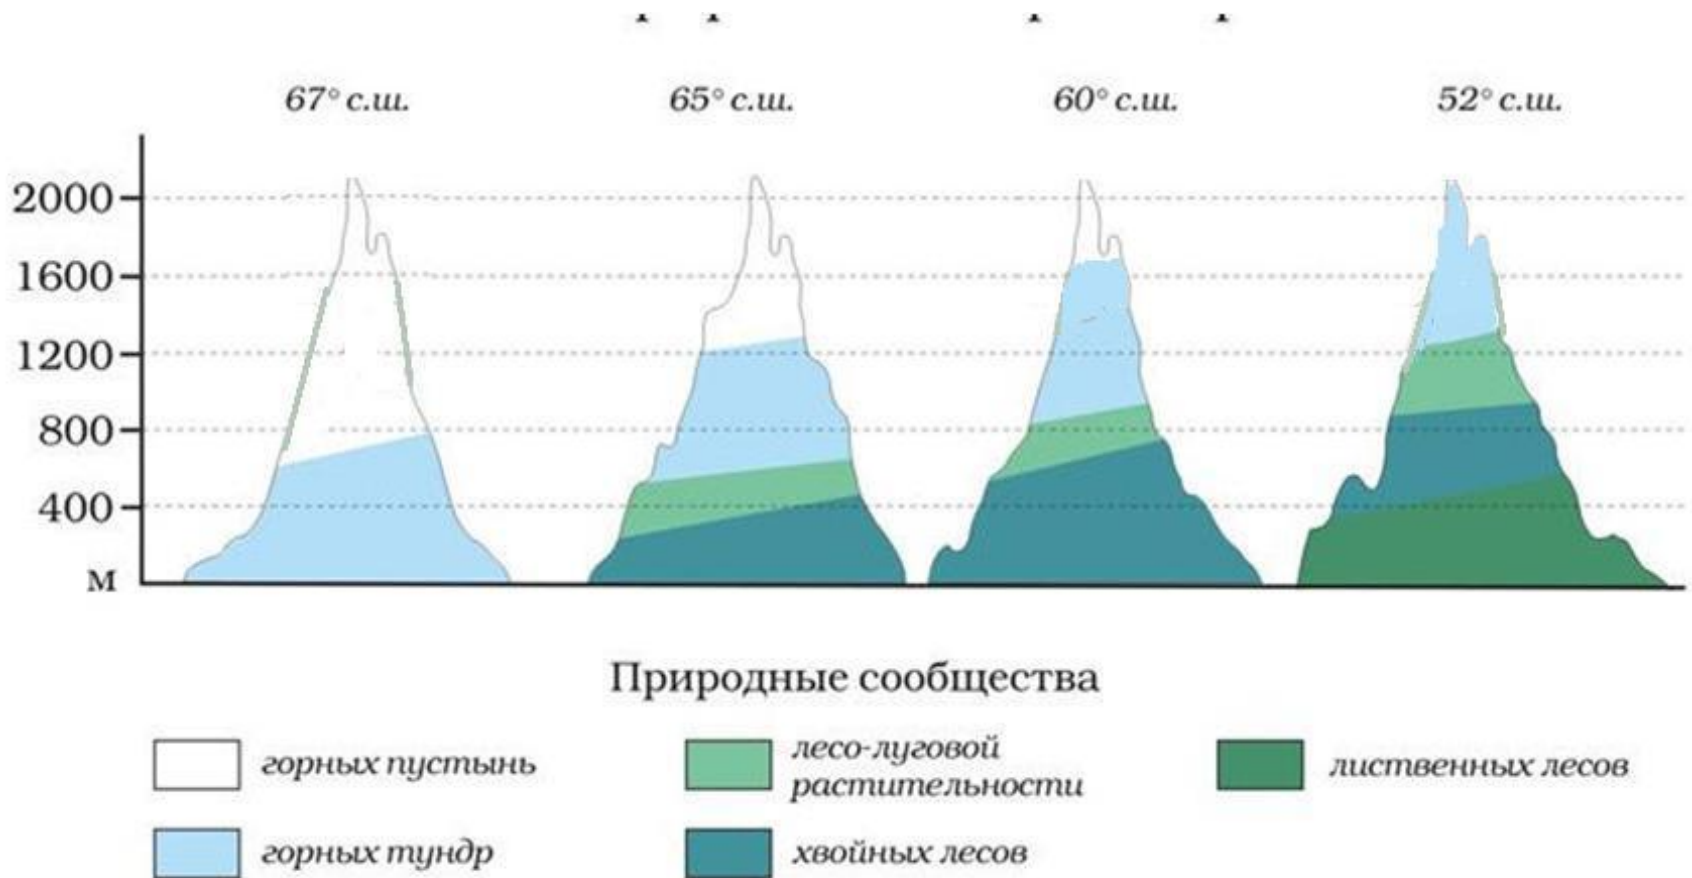 67° с.ш.
65° с.ш.
60° с.ш.
52° с.ш.
2000
1600
1200
800
400
м
Природные сообщества
горных пустынь
лесо-луговой
растительности
лиственных лесов
горных тундр
хвойных лесов